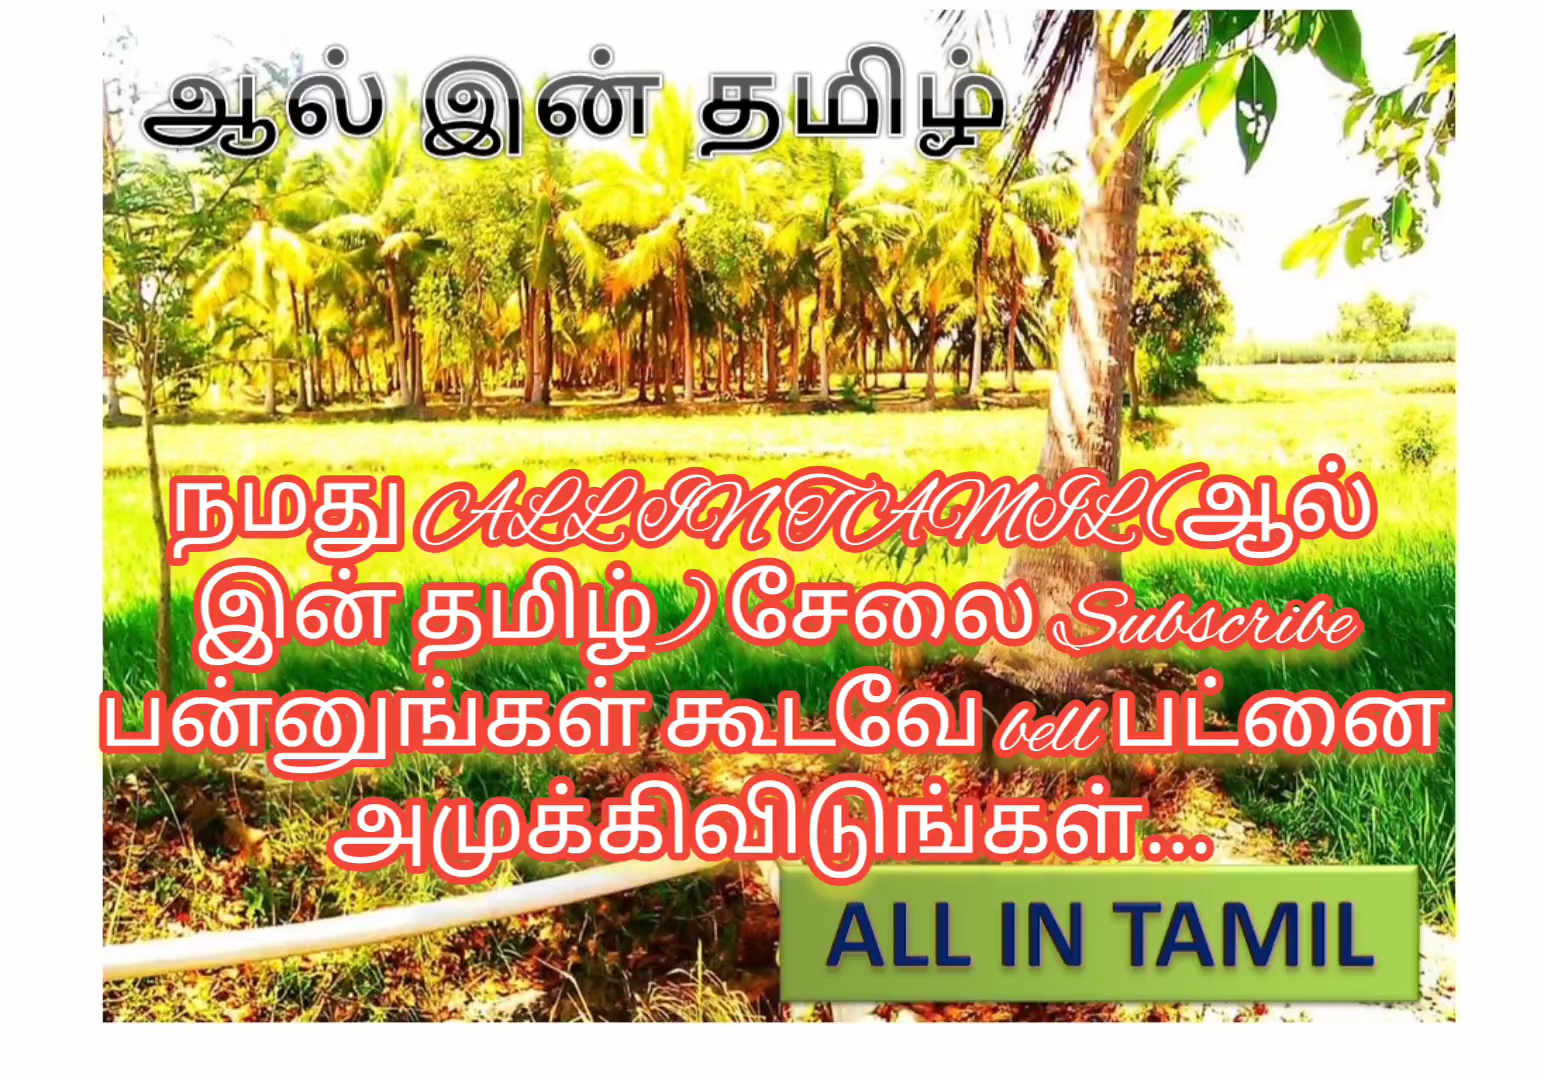 ஆல் இன் தமிழ்
நமது ALL IN TAMIL (ஆல்
இன் தமிழ் ) சேலை Subscribe
பன்னுங்கள் கூடவே bell பட்னை
அமுக்கிவிடுங்கள்...
ALL IN TAMIL